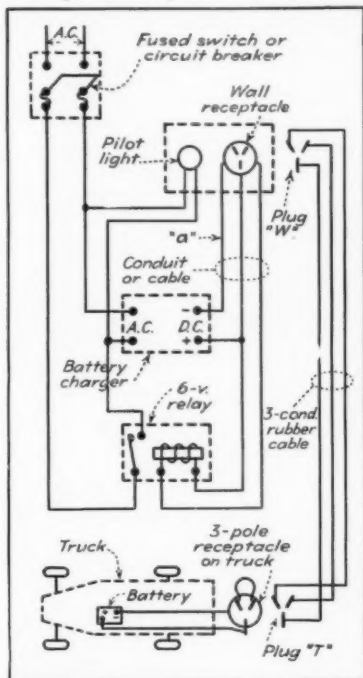 A.C.
Fused switch or
circuit breaker
Wall
receptacle
Pilot
light
Plug
"W"
"a"
Conduit
or cable
- 
A.C. D.C.
+
Battery
charger
6-v.
relay
3-cond.
rubber
cable
3-pole
receptacle
on truck
Truck
Battery
Plug "T"